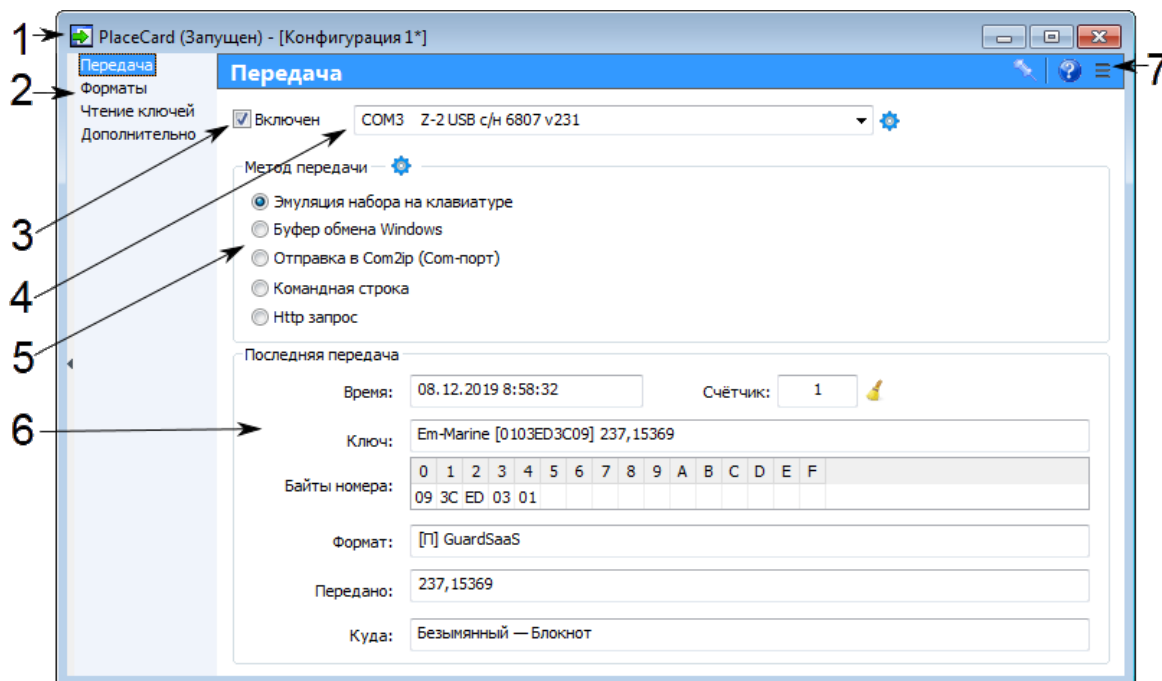 1
PlaceCard (Запущен) - [Конфигурация 1*]
Передача
Форматы
Чтение ключей
Дополнительно
2
Передача
7
Включен
COM3 Z-2 USB с/н 6807 v231
3
Метод передачи
4
Эмуляция набора на клавиатуре
Буфер обмена Windows
Отправка в Com2ip (Com-порт)
Командная строка
Http запрос
5
Последняя передача
Время: 08.12.2019 8:58:32 Счётчик: 1
6
Ключ: Em-Marine [0103ED3C09] 237,15369
Байты номера:
0 1 2 3 4 5 6 7 8 9 A B C D E F
09 3C ED 03 01
Формат: [П] GuardSaaS
Передано: 237,15369
Куда: Безымянный — Блокнот